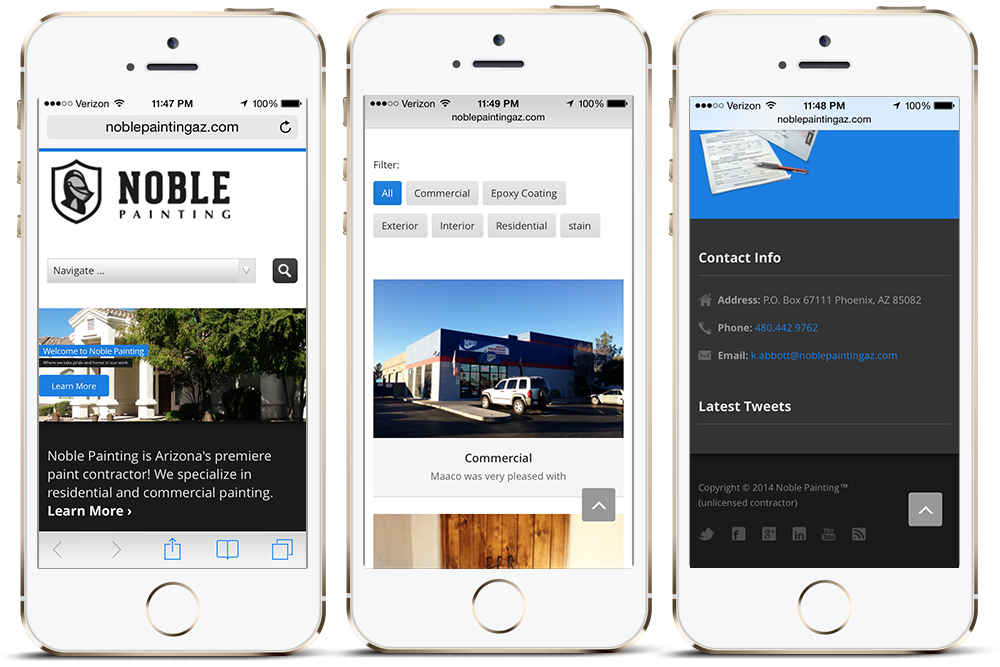 Verizon 11:47 PM 100%
noblepaintingaz.com
NOBLE
PAINTING
Navigate ...
Welcome to Noble Painting
Where we take pride and honor in our work
Learn More
Noble Painting is Arizona's premiere
paint contractor! We specialize in
residential and commercial painting.
Learn More ›
Verizon 11:49 PM 100%
noblepaintingaz.com
Filter:
All Commercial Epoxy Coating
Exterior Interior Residential stain
Commercial
Maaco was very pleased with
Verizon 11:48 PM 100%
noblepaintingaz.com
Contact Info
Address: P.O. Box 67111 Phoenix, AZ 85082
Phone: 480.442.9762
Email: k.abbott@noblepaintingaz.com
Latest Tweets
Copyright © 2014 Noble Painting™
(unlicensed contractor)